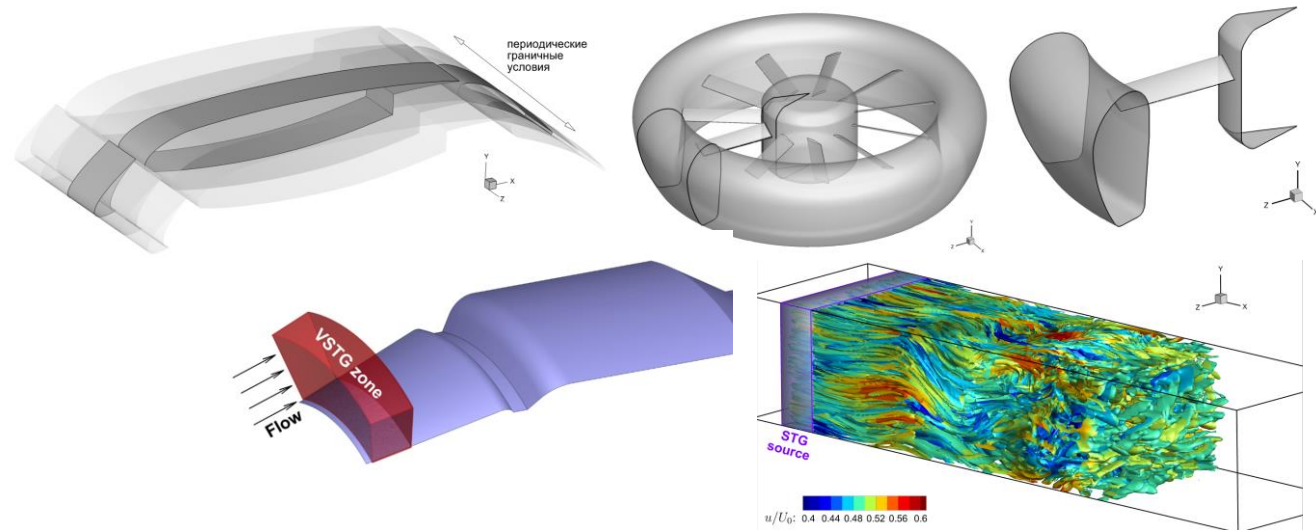 периодические
граничные
условия
Y
X
Z
Y
Z
X
Y
Z
X
VSTG zone
Flow
Y
Z
X
STG
source
u/U₀: 0.4 0.44 0.48 0.52 0.56 0.6